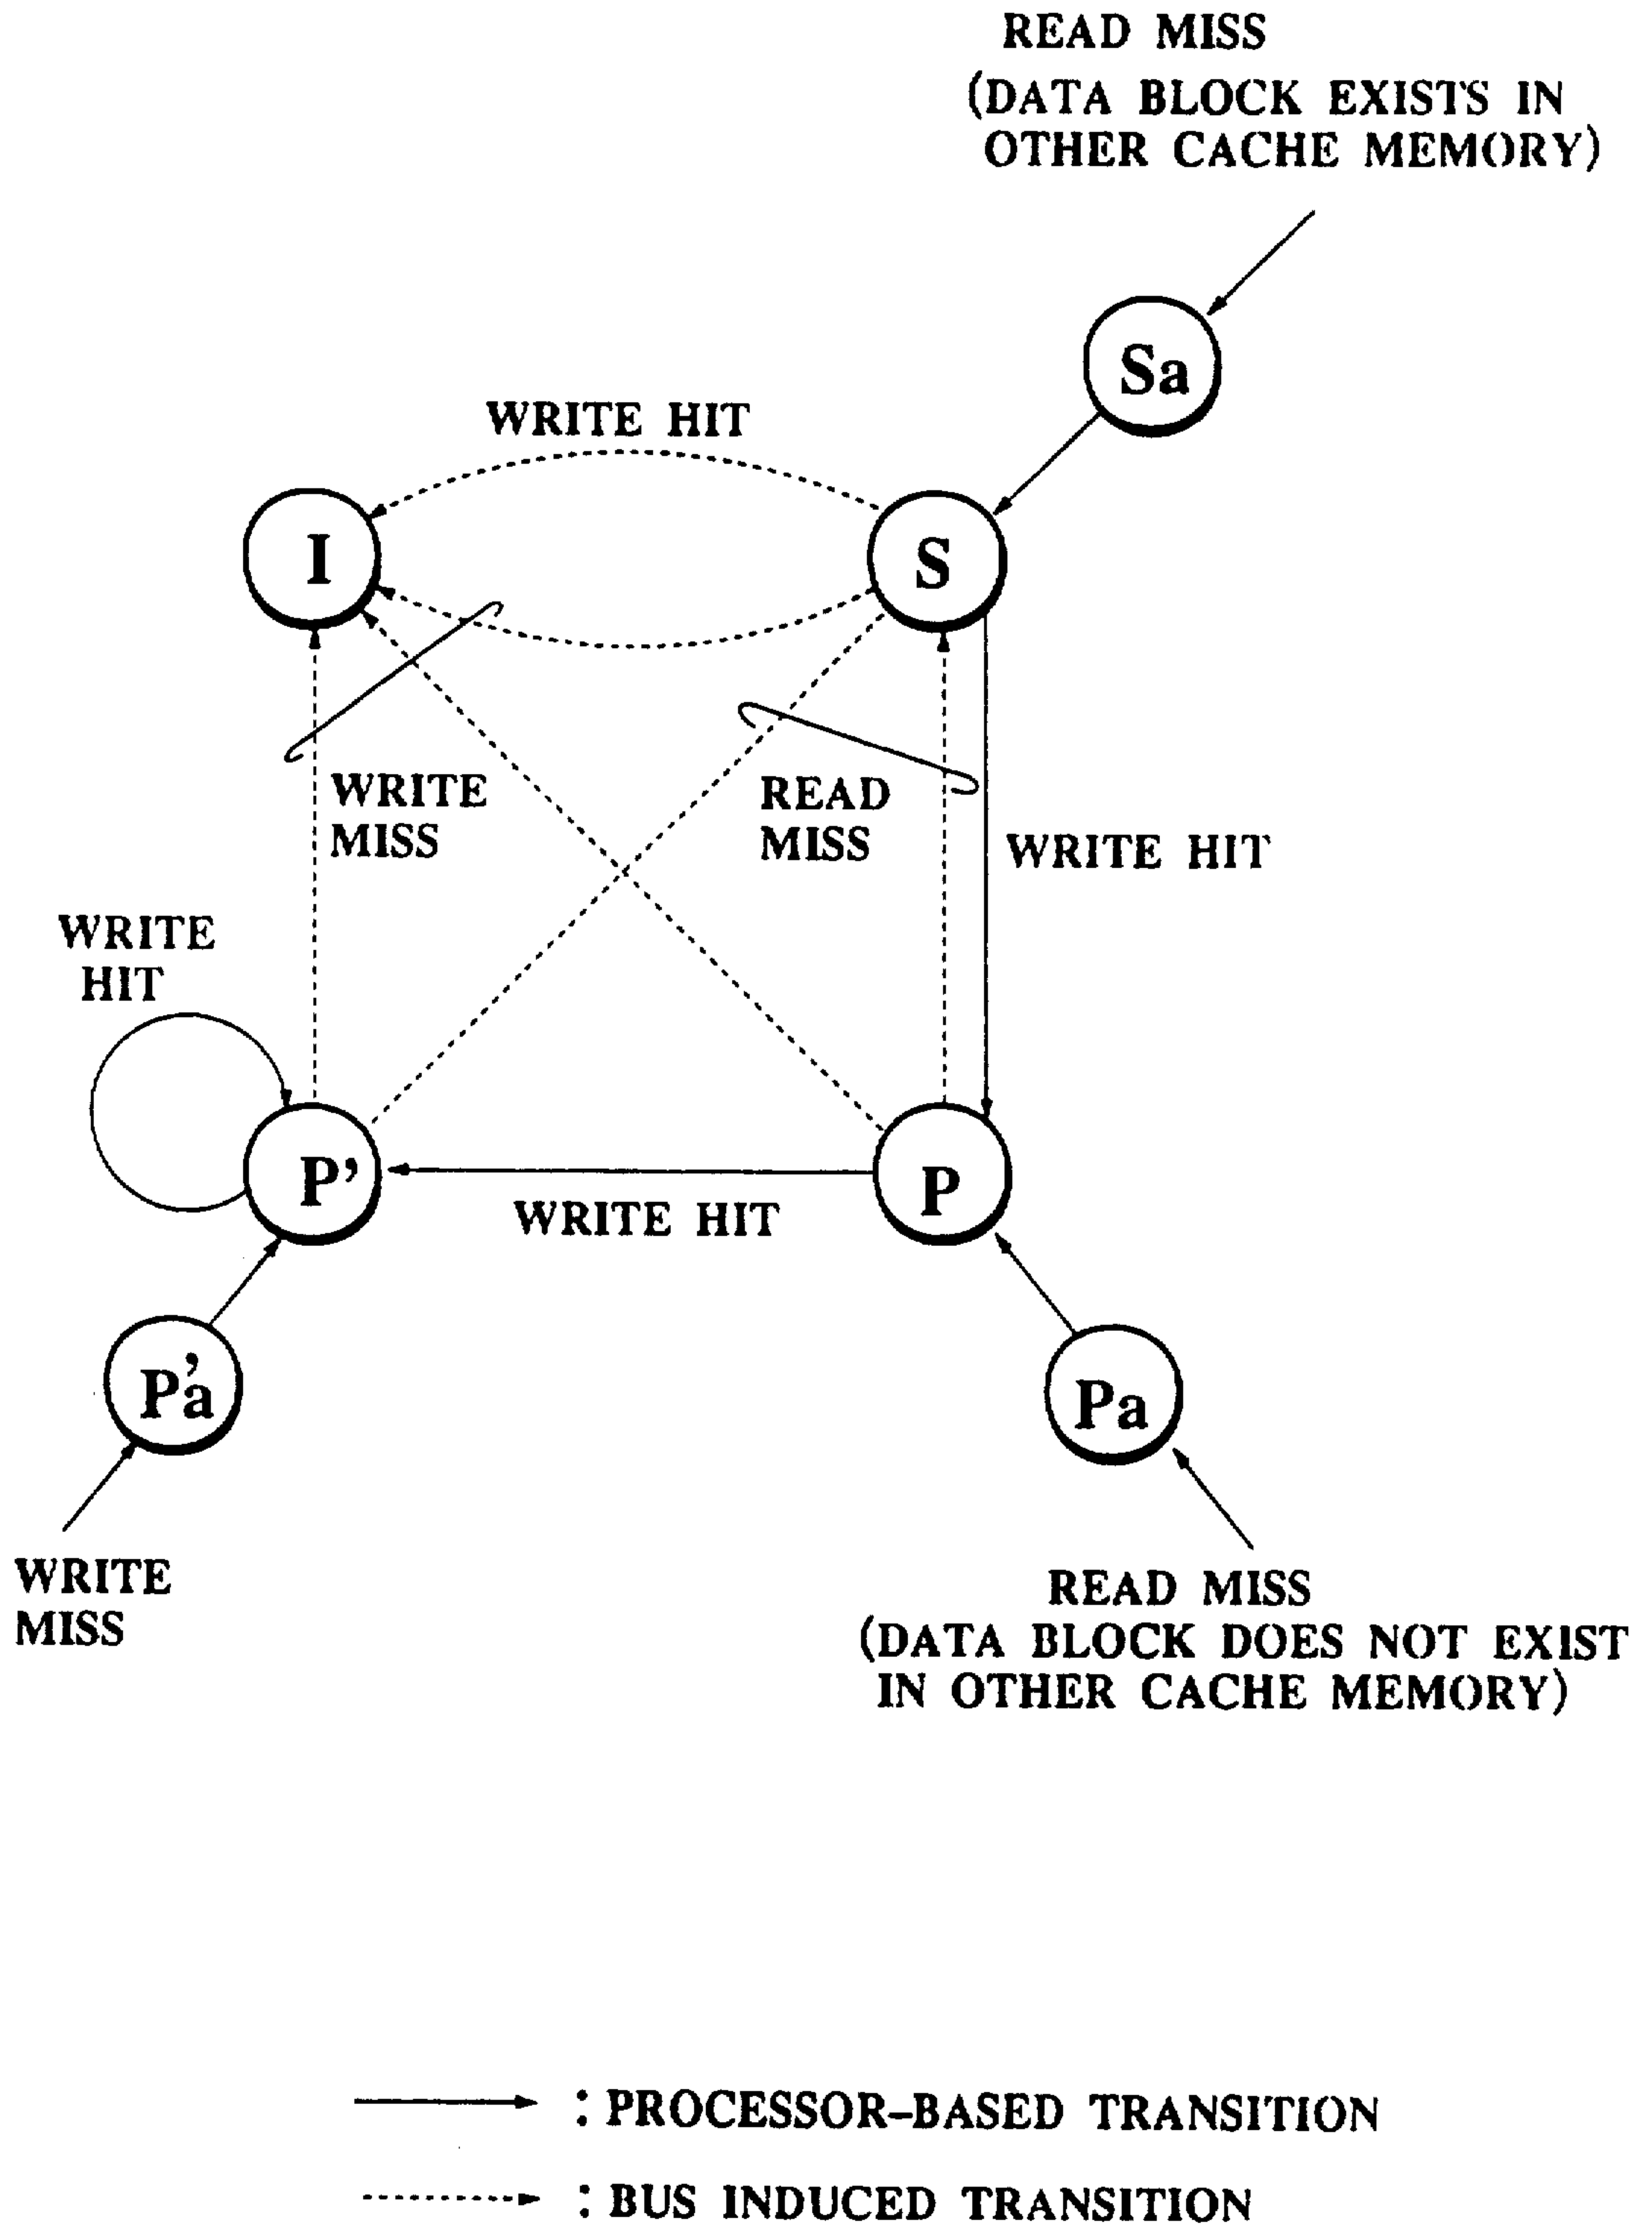 READ MISS
(DATA BLOCK EXISTS IN
OTHER CACHE MEMORY)
Sa
WRITE HIT
I
S
WRITE
MISS
READ
MISS
WRITE HIT
WRITE
HIT
P'
P
WRITE HIT
P'a
Pa
WRITE
MISS
READ MISS
(DATA BLOCK DOES NOT EXIST
IN OTHER CACHE MEMORY)
: PROCESSOR-BASED TRANSITION
: BUS INDUCED TRANSITION